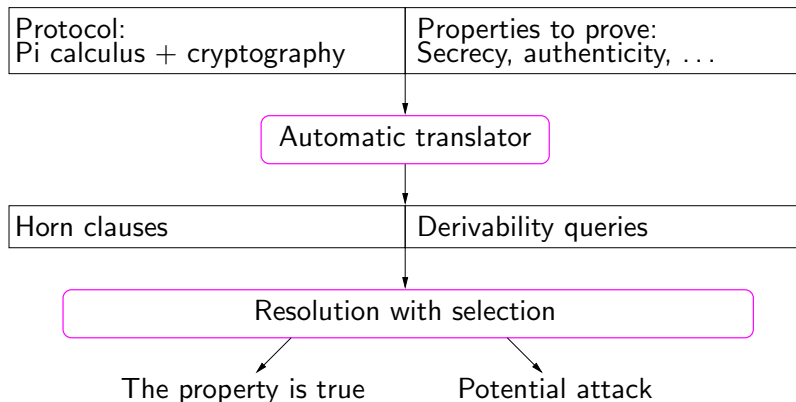 Protocol:
Pi calculus + cryptography
Properties to prove:
Secrecy, authenticity, ...
Automatic translator
Horn clauses
Derivability queries
Resolution with selection
The property is true
Potential attack